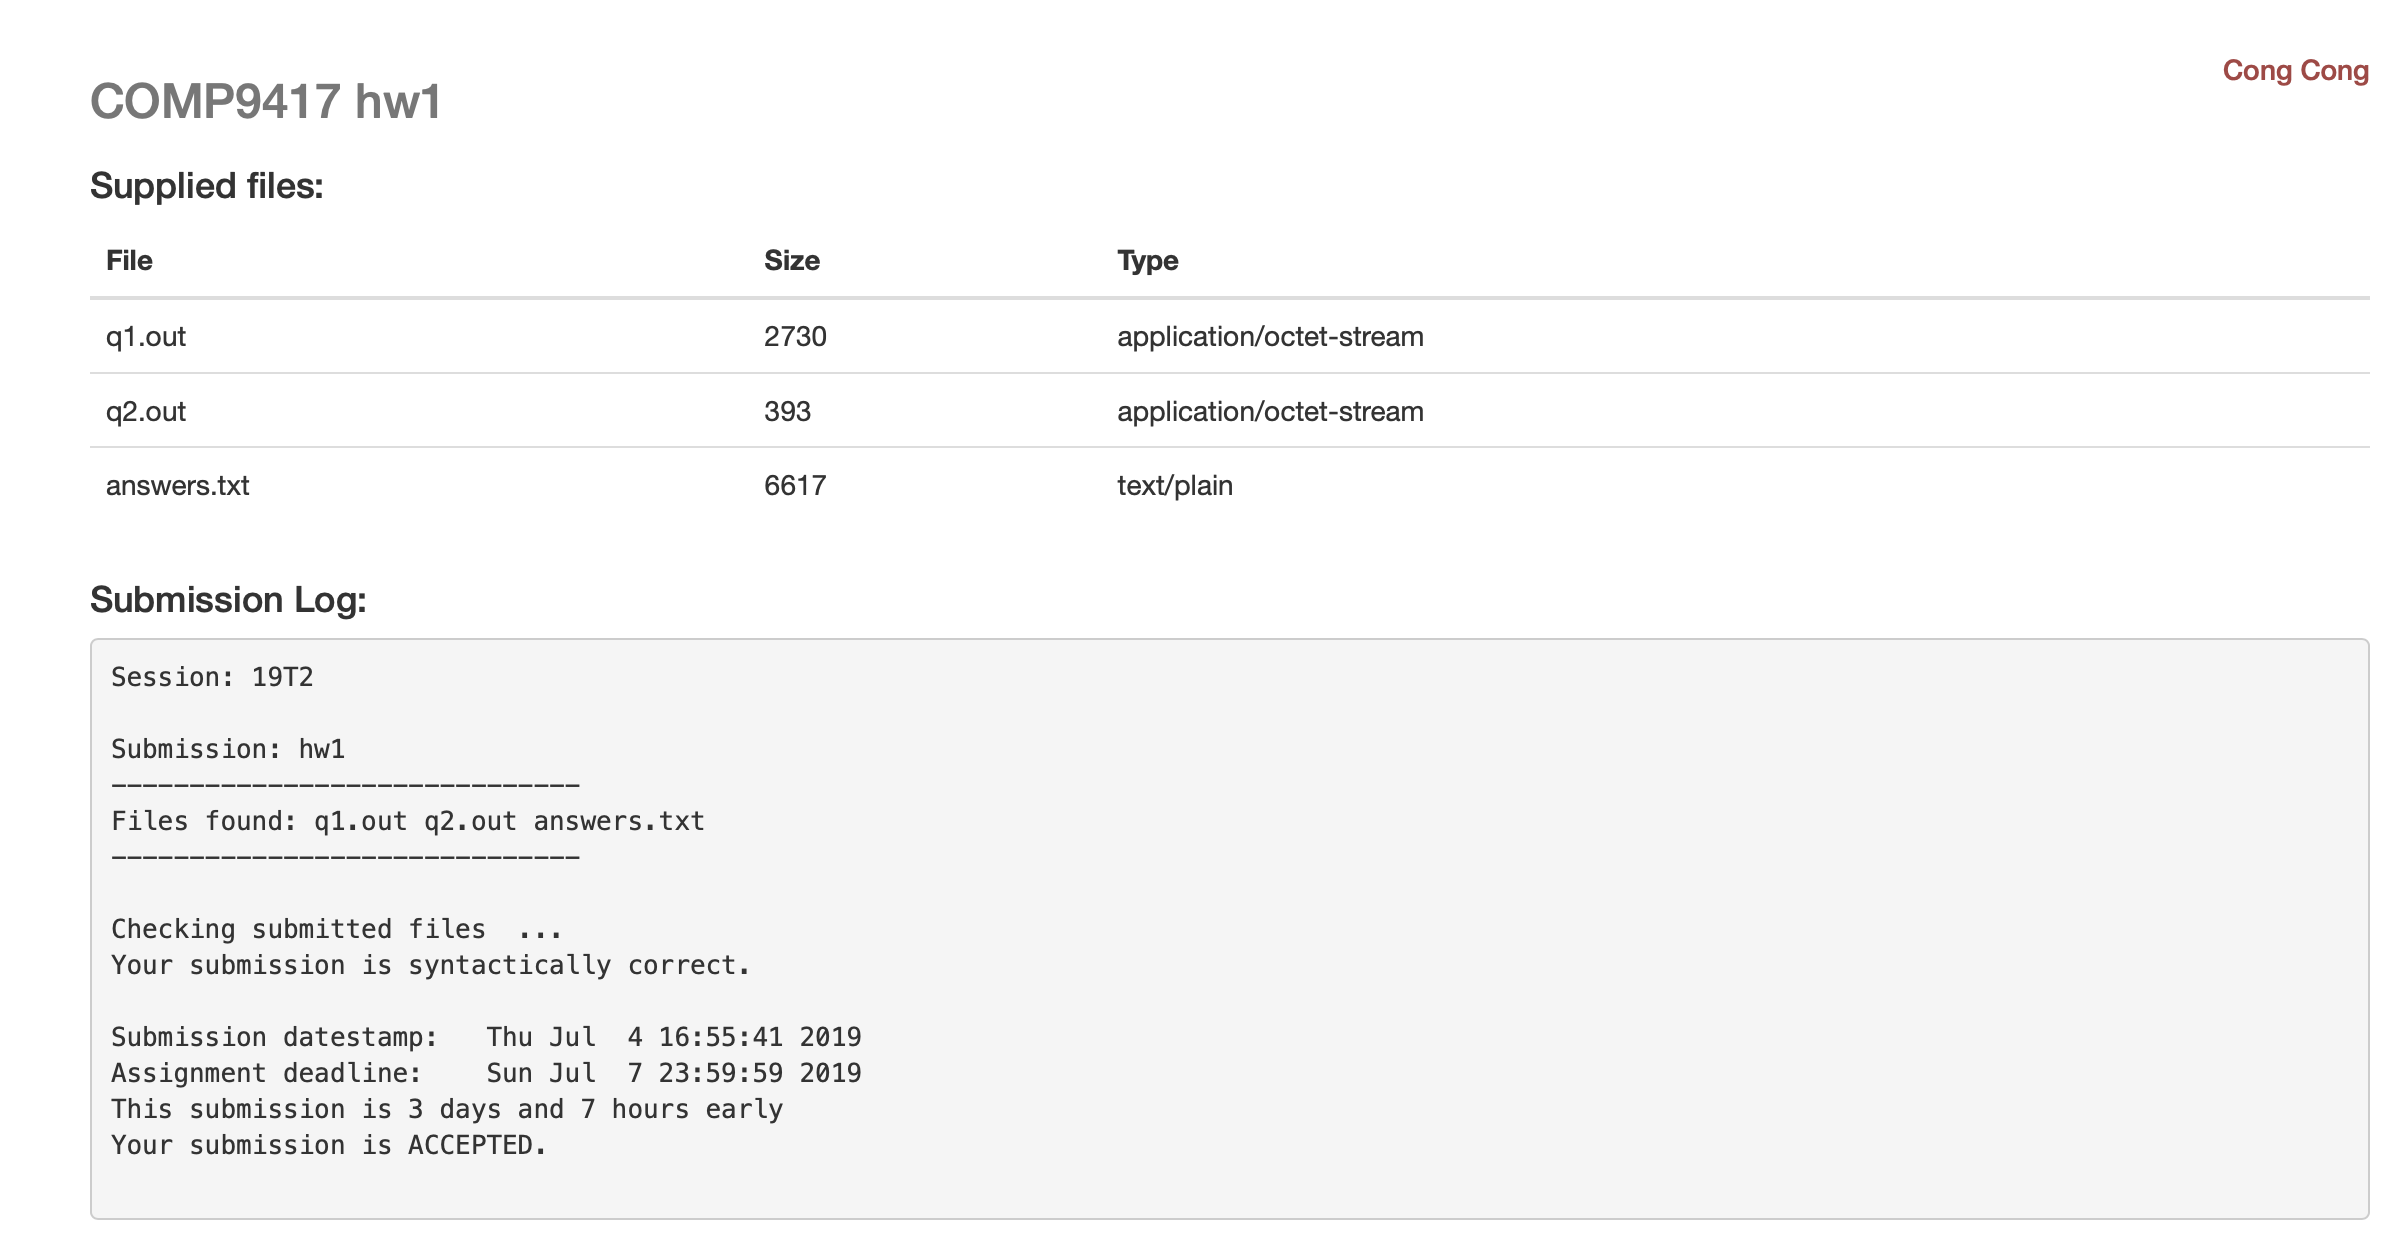 Cong Cong
COMP9417 hw1
Supplied files:
File Size Type
q1.out 2730 application/octet-stream
q2.out 393 application/octet-stream
answers.txt 6617 text/plain
Submission Log:
Session: 19T2
Submission: hw1
------------------------------
Files found: q1.out q2.out answers.txt
------------------------------
Checking submitted files  ...
Your submission is syntactically correct.
Submission datestamp:   Thu Jul  4 16:55:41 2019
Assignment deadline:    Sun Jul  7 23:59:59 2019
This submission is 3 days and 7 hours early
Your submission is ACCEPTED.